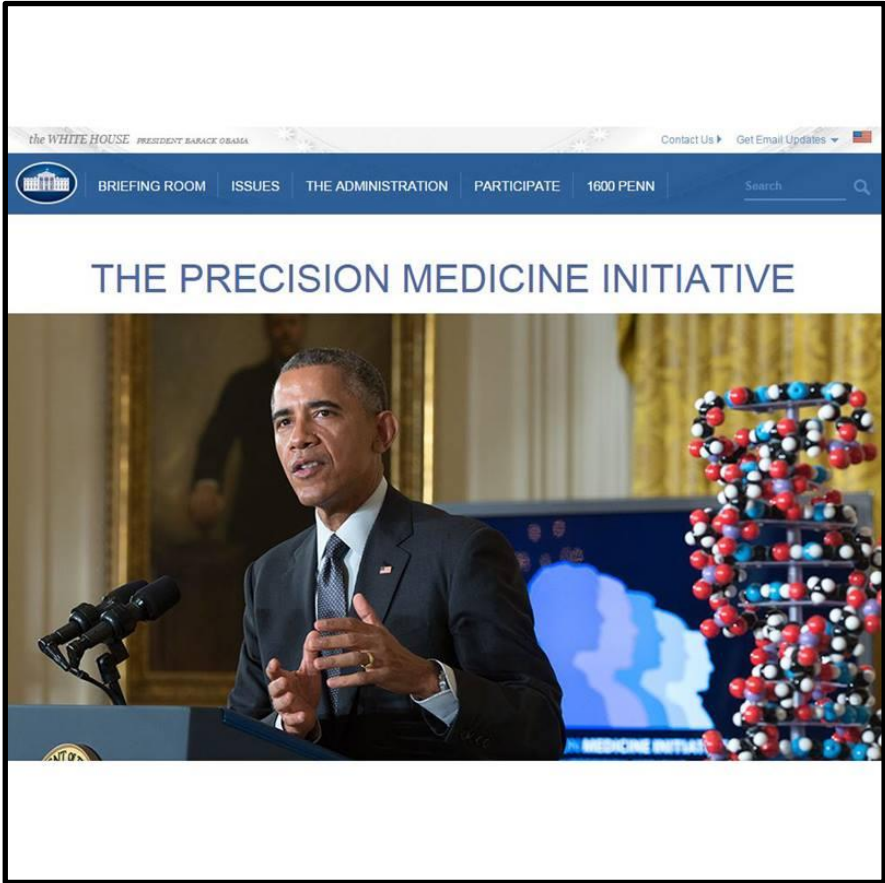 the WHITE HOUSE PRESIDENT BARACK OBAMA Contact Us Get Email Updates
BRIEFING ROOM ISSUES THE ADMINISTRATION PARTICIPATE 1600 PENN Search
THE PRECISION MEDICINE INITIATIVE
MEDICINE